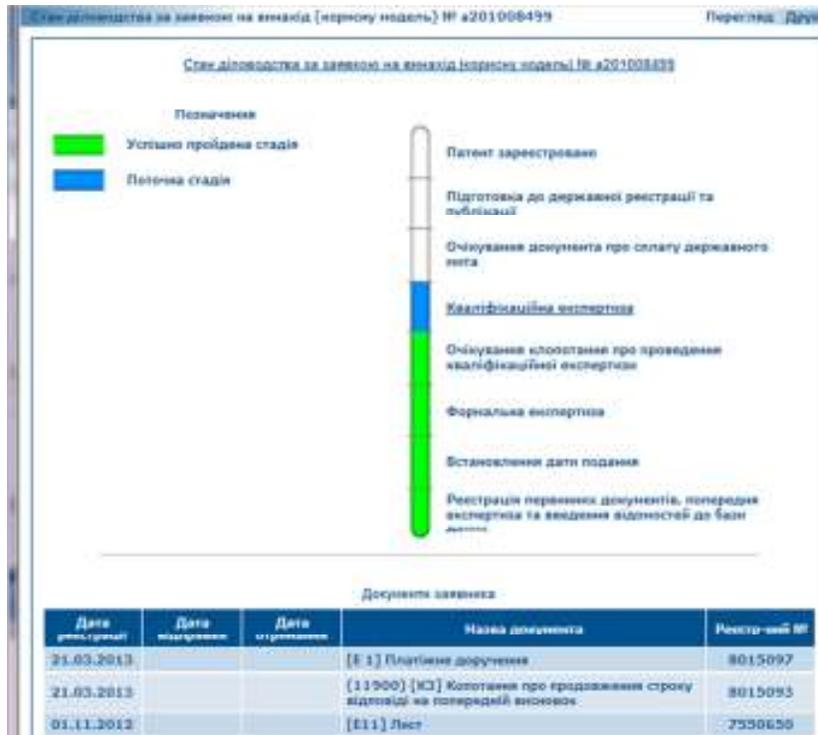 Стан діловодства за заявкою на винахід (корисну модель) № a201008499
Перегляд Друк
Стан діловодства за заявкою на винахід (корисну модель) № a201008499
Позначення
Успішно пройдена стадія
Поточна стадія
Патент зареєстровано
Підготовка до державної реєстрації та
публікації
Очікування документа про сплату державного
мита
Кваліфікаційна експертиза
Очікування клопотання про проведення
кваліфікаційної експертизи
Формальна експертиза
Встановлення дати подання
Реєстрація первинних документів, попередня
експертиза та введення відомостей до бази
Документи заявника
Дата Дата Дата Назва документа Реєстр-ний №
реєстрації відправки отримання
21.03.2013 [Е 1] Платіжне доручення 8015097
21.03.2013 (11900) [К3] Клопотання про продовження строку 8015093
відповіді на попередній висновок
01.11.2012 [Е11] Лист 7550650